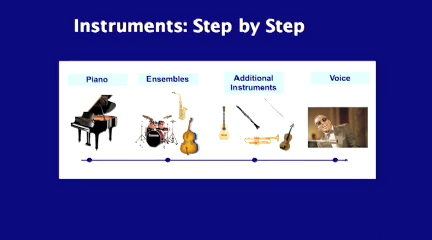 Instruments: Step by Step
Piano
Ensembles
Additional
Instruments
Voice